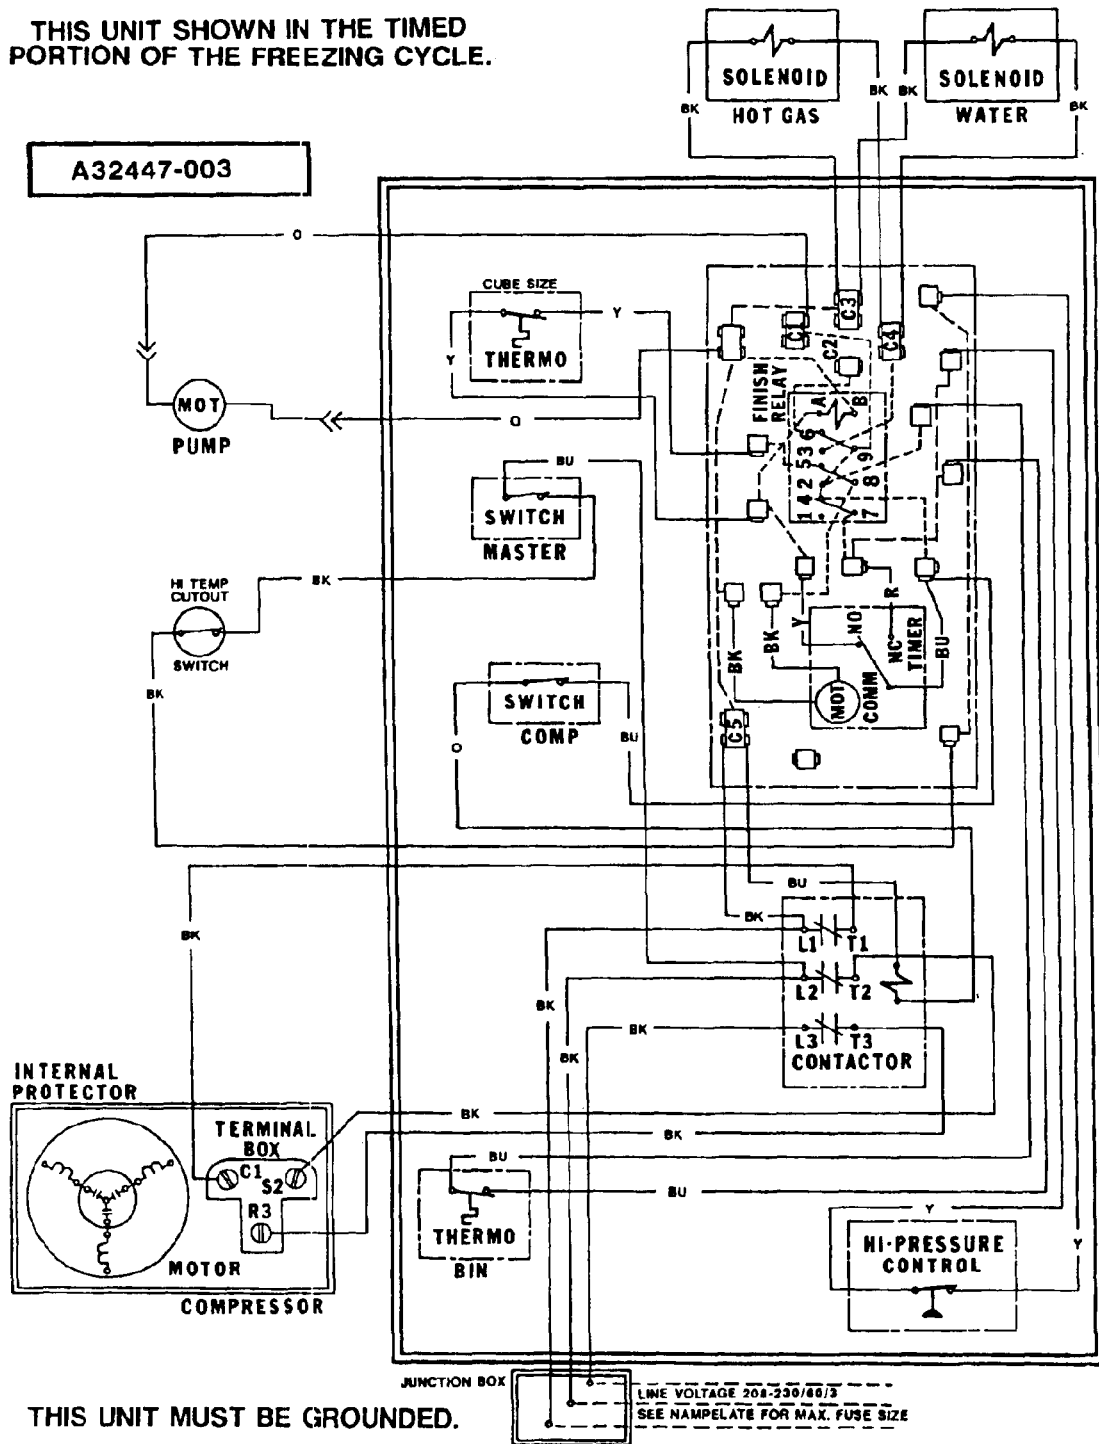 THIS UNIT SHOWN IN THE TIMED
PORTION OF THE FREEZING CYCLE.
A32447-003
SOLENOID
HOT GAS
SOLENOID
WATER
BK
BK
BK
BK
O
CUBE SIZE
THERMO
Y
Y
MOT
PUMP
O
BU
SWITCH
MASTER
HI TEMP
CUTOUT
SWITCH
BK
BK
SWITCH
COMP
O
BU
C1
C2
C3
C4
C5
FINISH
RELAY
A
B
6
5 3
4 2
1
9
8
7
Y
NO
R
NC
TIMER
COMM
MOT
BK
BK
BU
BU
BK
L1 T1
L2 T2
L3 T3
CONTACTOR
BK
BK
BK
BK
BK
BK
INTERNAL
PROTECTOR
TERMINAL
BOX
C1
S2
R3
MOTOR
COMPRESSOR
BU
BU
THERMO
BIN
Y
Y
HI-PRESSURE
CONTROL
JUNCTION BOX
LINE VOLTAGE 208-230/60/3
SEE NAMPELATE FOR MAX. FUSE SIZE
THIS UNIT MUST BE GROUNDED.